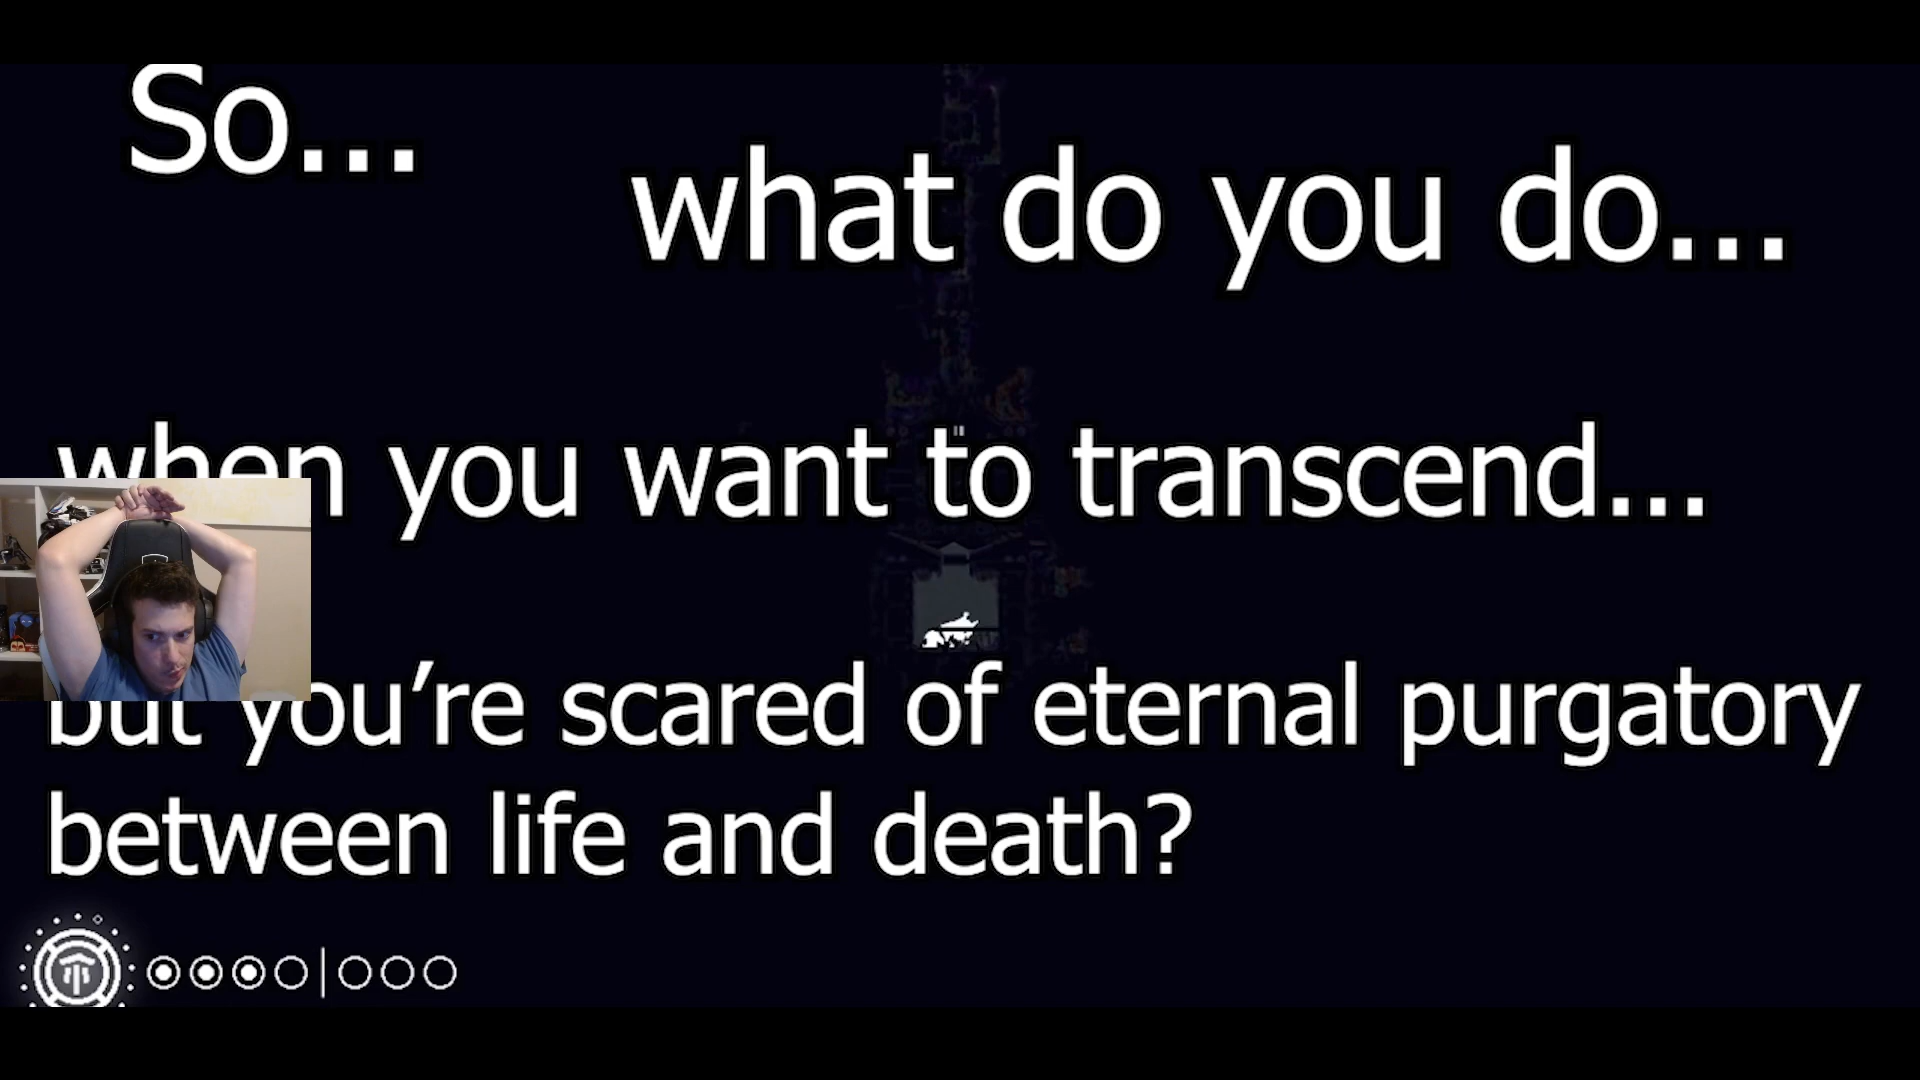 So...
what do you do...
when you want to transcend...
but you’re scared of eternal purgatory
between life and death?